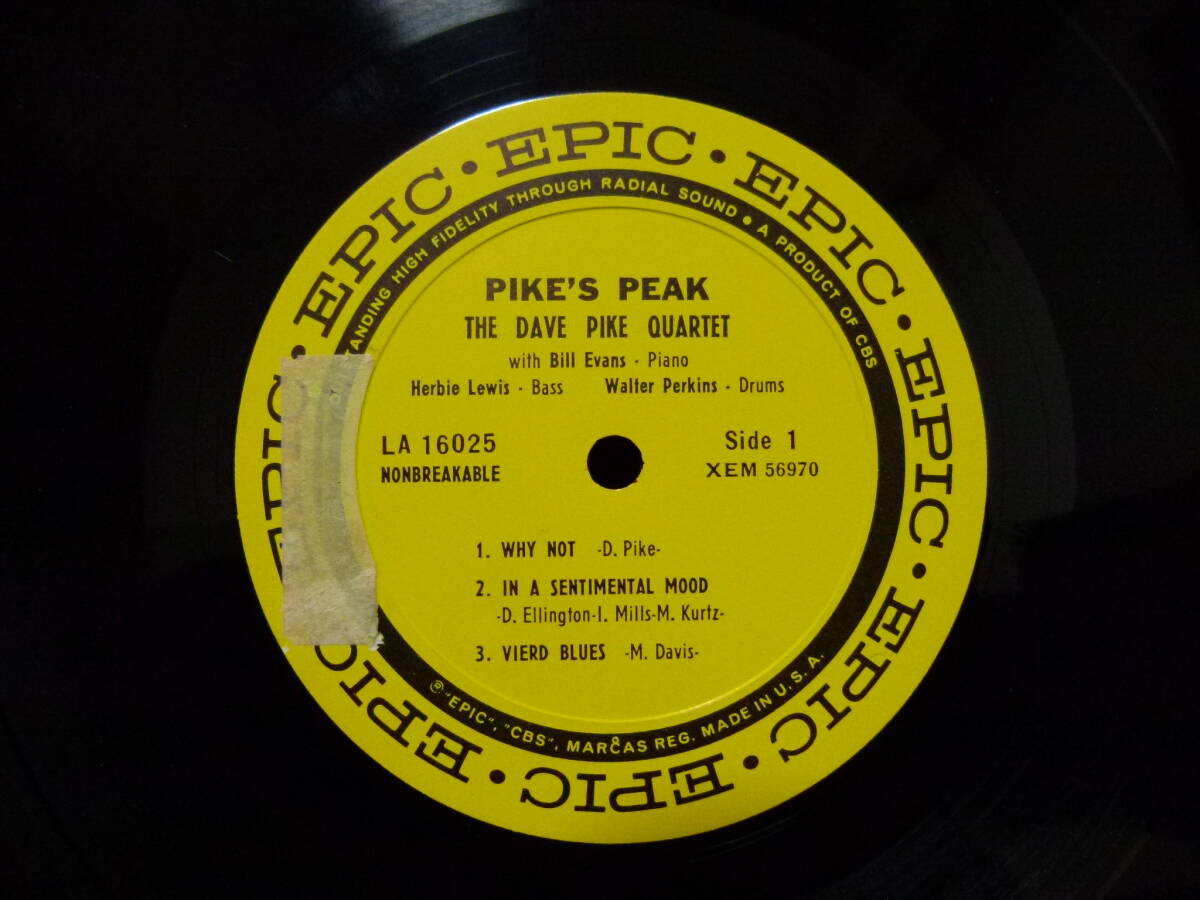 EPIC • EPIC • EPIC • EPIC • EPIC • EPIC • EPIC • EPIC
HIGH FIDELITY THROUGH RADIAL SOUND • A PRODUCT OF CBS
PIKE'S PEAK
THE DAVE PIKE QUARTET
with Bill Evans - Piano
Herbie Lewis - Bass Walter Perkins - Drums
LA 16025 Side 1
NONBREAKABLE XEM 56970
1. WHY NOT -D. Pike-
2. IN A SENTIMENTAL MOOD
-D. Ellington-I. Mills-M. Kurtz-
3. VIERD BLUES -M. Davis-
"EPIC", "CBS", MARCAS REG. MADE IN U.S.A.